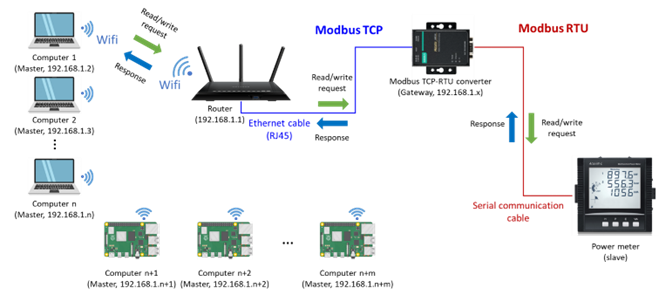 Wifi
Read/write
request
Response
Computer 1
(Master, 192.168.1.2)
Wifi
Computer 2
(Master, 192.168.1.3)
Computer n
(Master, 192.168.1.n)
Router
(192.168.1.1)
Modbus TCP
Read/write
request
Ethernet cable
(RJ45)
Response
Modbus RTU
Modbus TCP-RTU converter
(Gateway, 192.168.1.x)
Response
Read/write
request
Serial communication
cable
897.6
556.3
1056
Power meter
(slave)
Computer n+1
(Master, 192.168.1.n+1)
Computer n+2
(Master, 192.168.1.n+2)
...
Computer n+m
(Master, 192.168.1.n+m)